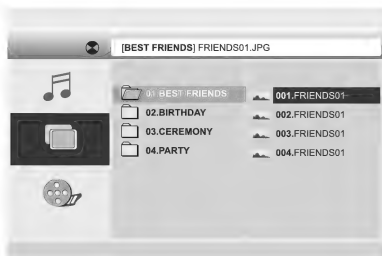 [BEST FRIENDS] FRIENDS01.JPG
01.BEST FRIENDS
02.BIRTHDAY
03.CEREMONY
04.PARTY
001.FRIENDS01
002.FRIENDS01
003.FRIENDS01
004.FRIENDS01